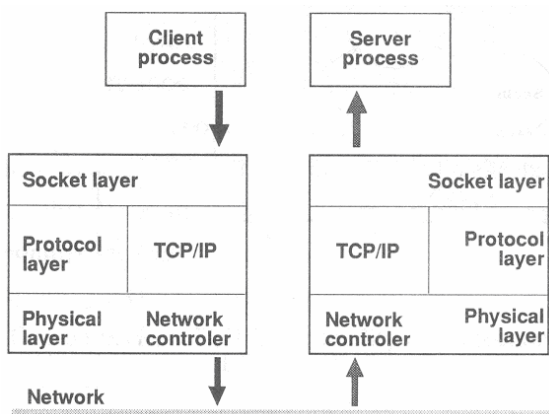 Client
process
Server
process
Socket layer
Protocol
layer
TCP/IP
Physical
layer
Network
controler
Socket layer
TCP/IP
Protocol
layer
Network
controler
Physical
layer
Network